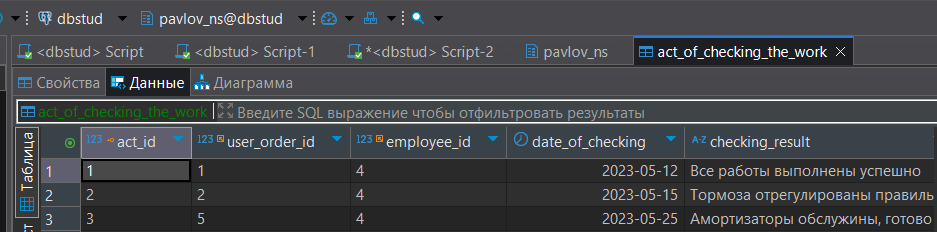 dbstud pavlov_ns@dbstud
<dbstud> Script <dbstud> Script-1 *<dbstud> Script-2 pavlov_ns act_of_checking_the_work
Свойства Данные Диаграмма
act_of_checking_the_work Введите SQL выражение чтобы отфильтровать результаты
Таблица
123 act_id 123 user_order_id 123 employee_id date_of_checking A-Z checking_result
1 1 1 4 2023-05-12 Все работы выполнены успешно
2 2 2 4 2023-05-15 Тормоза отрегулированы правиль
3 3 5 4 2023-05-25 Амортизаторы обслужины, готово